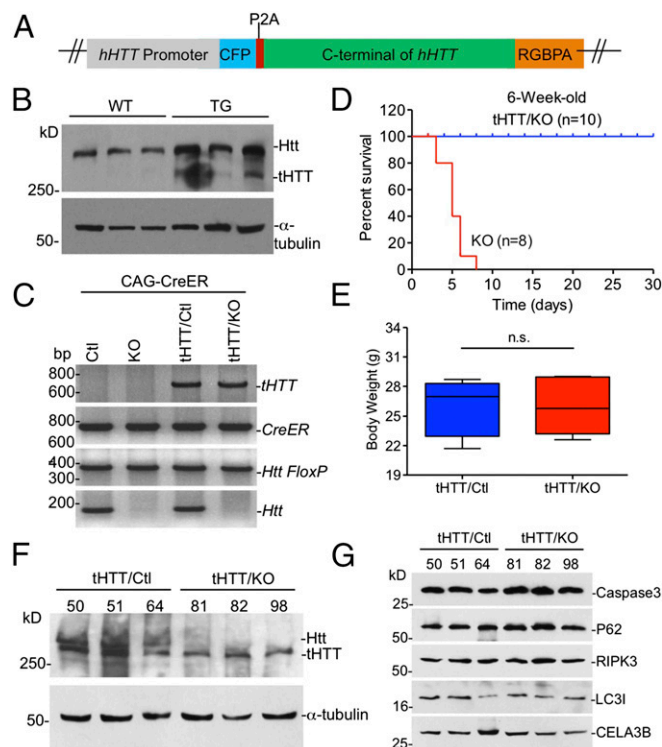 A
P2A
hHTT Promoter CFP C-terminal of hHTT RGBPA
B
WT TG
kD
-Htt
-tHTT
250-
50-
-α-
tubulin
C
CAG-CreER
Ctl KO tHTT/Ctl tHTT/KO
bp
800-
600-
-tHTT
800-
600-
-CreER
400-
300-
-Htt FloxP
200-
-Htt
D
6-Week-old
tHTT/KO (n=10)
KO (n=8)
Percent survival
120
100
80
60
40
20
0
0 5 10 15 20 25 30
Time (days)
E
n.s.
Body Weight (g)
34
31
28
25
22
19
tHTT/Ctl tHTT/KO
F
tHTT/Ctl tHTT/KO
50 51 64 81 82 98
kD
-Htt
-tHTT
250-
50-
-α-tubulin
G
tHTT/Ctl tHTT/KO
50 51 64 81 82 98
kD
25-
-Caspase3
50-
-P62
50-
-RIPK3
16-
-LC3I
25-
-CELA3B